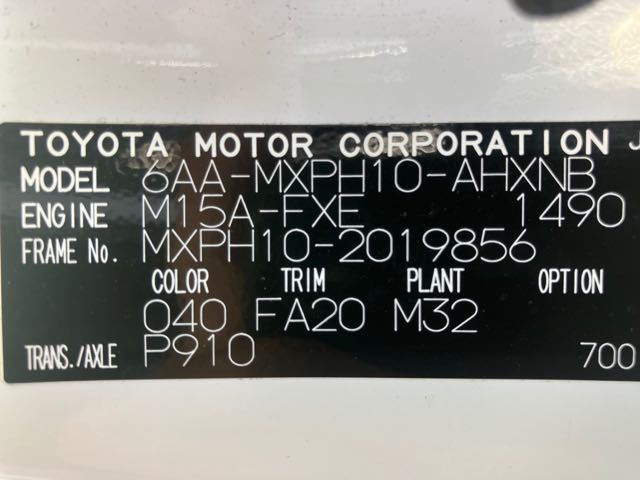 TOYOTA MOTOR CORPORATION J
MODEL 6AA-MXPH10-AHXNB
ENGINE M15A-FXE 1490
FRAME No. MXPH10-2019856
COLOR TRIM PLANT OPTION
040 FA20 M32
TRANS./AXLE P910 700